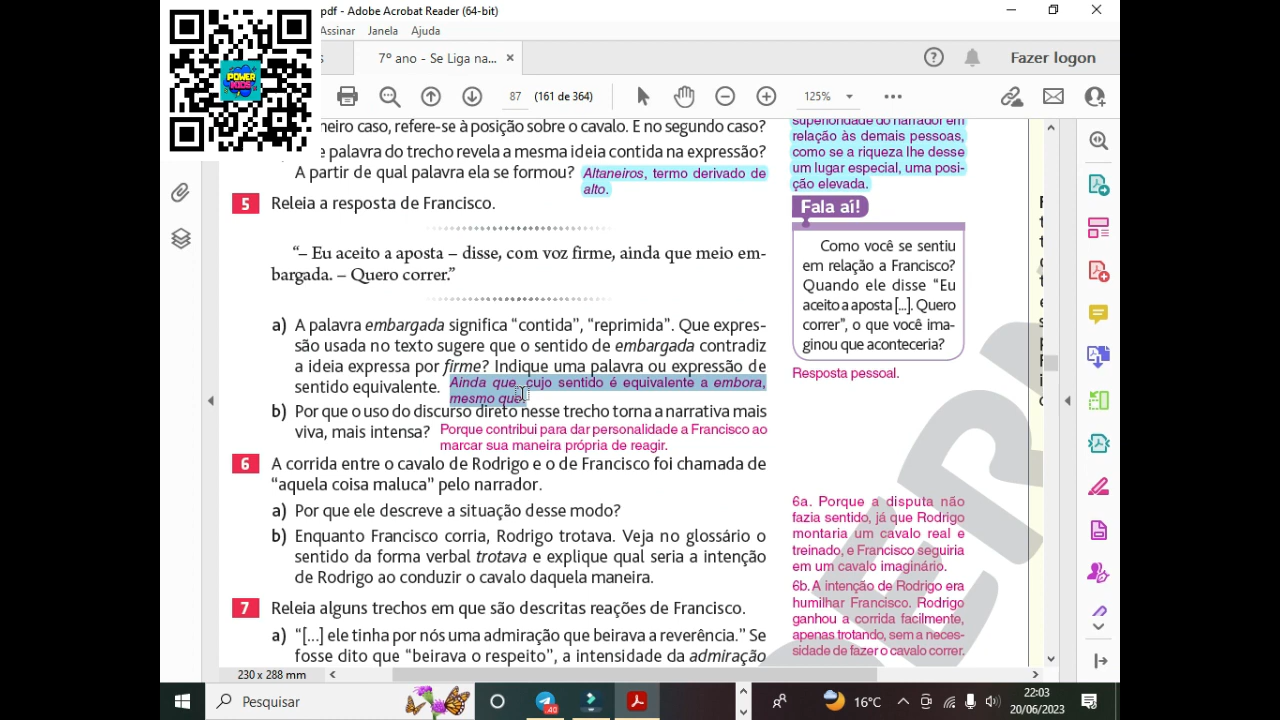 .pdf - Adobe Acrobat Reader (64-bit)
Assinar Janela Ajuda
7º ano - Se Liga na...
Fazer logon
87 (161 de 364)
125%
POWER KIDS
neiro caso, refere-se à posição sobre o cavalo. E no segundo caso?
e palavra do trecho revela a mesma ideia contida na expressão?
A partir de qual palavra ela se formou? Altaneiros, termo derivado de
alto.
5 Releia a resposta de Francisco.
“– Eu aceito a aposta – disse, com voz firme, ainda que meio em-
bargada. – Quero correr.”
a) A palavra embargada significa “contida”, “reprimida”. Que expres-
são usada no texto sugere que o sentido de embargada contradiz
a ideia expressa por firme? Indique uma palavra ou expressão de
sentido equivalente. Ainda que, cujo sentido é equivalente a embora,
mesmo que.
b) Por que o uso do discurso direto nesse trecho torna a narrativa mais
viva, mais intensa? Porque contribui para dar personalidade a Francisco ao
marcar sua maneira própria de reagir.
6 A corrida entre o cavalo de Rodrigo e o de Francisco foi chamada de
“aquela coisa maluca” pelo narrador.
a) Por que ele descreve a situação desse modo?
b) Enquanto Francisco corria, Rodrigo trotava. Veja no glossário o
sentido da forma verbal trotava e explique qual seria a intenção
de Rodrigo ao conduzir o cavalo daquela maneira.
7 Releia alguns trechos em que são descritas reações de Francisco.
a) “[...] ele tinha por nós uma admiração que beirava a reverência.” Se
fosse dito que “beirava o respeito”, a intensidade da admiração
superioridade do narrador em
relação às demais pessoas,
como se a riqueza lhe desse
um lugar especial, uma posi-
ção elevada.
Fala aí!
Como você se sentiu
em relação a Francisco?
Quando ele disse “Eu
aceito a aposta [...]. Quero
correr”, o que você ima-
ginou que aconteceria?
Resposta pessoal.
6a. Porque a disputa não
fazia sentido, já que Rodrigo
montaria um cavalo real e
treinado, e Francisco seguiria
em um cavalo imaginário.
6b. A intenção de Rodrigo era
humilhar Francisco. Rodrigo
ganhou a corrida facilmente,
apenas trotando, sem a neces-
sidade de fazer o cavalo correr.
230 x 288 mm
Pesquisar
40
16°C
22:03
20/06/2023